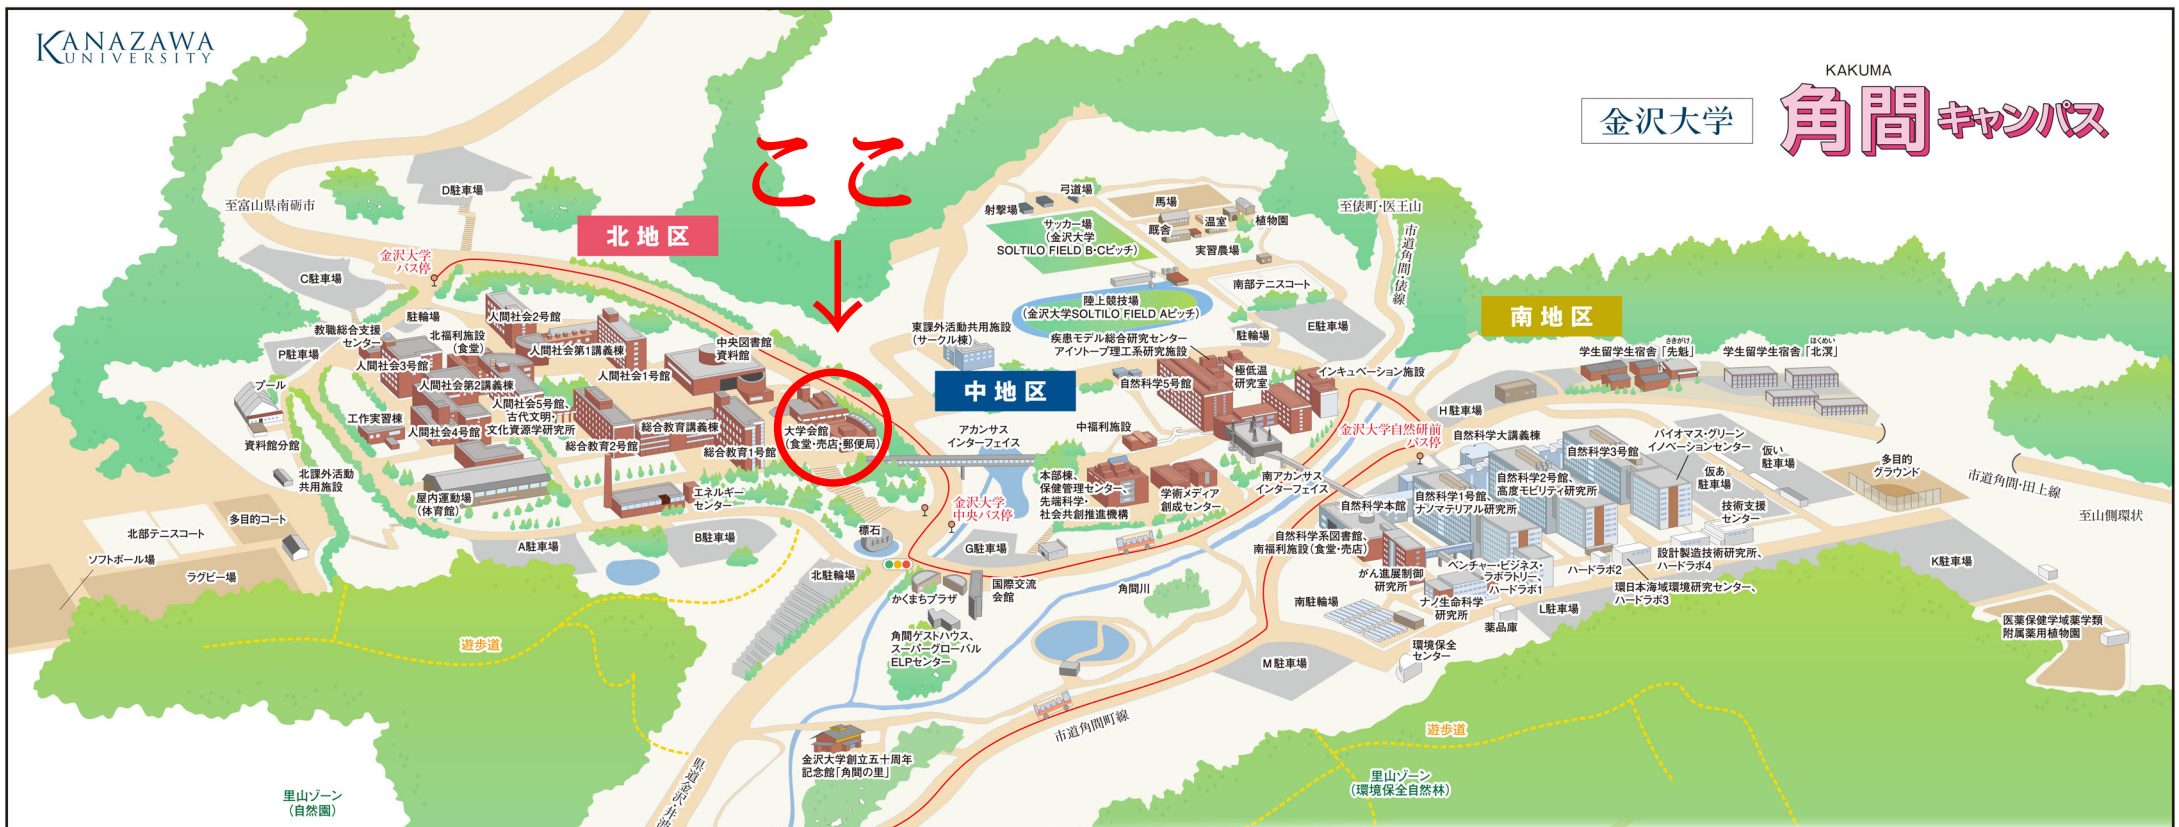 KANAZAWA
UNIVERSITY
KAKUMA
金沢大学
角間キャンパス
ここ
北地区
中地区
南地区
至富山県南砺市
D駐車場
金沢大学
バス停
C駐車場
駐輪場
教職総合支援
センター
P駐車場
北福利施設
(食堂)
人間社会2号館
人間社会第1講義棟
人間社会3号館
人間社会1号館
人間社会第2講義棟
中央図書館
資料館
プール
工作実習棟
人間社会4号館
人間社会5号館、
古代文明・
文化資源学研究所
総合教育講義棟
総合教育2号館
総合教育1号館
大学会館
(食堂・売店・郵便局)
資料館分館
北課外活動
共用施設
屋内運動場
(体育館)
エネルギー
センター
多目的コート
北部テニスコート
ソフトボール場
ラグビー場
A駐車場
B駐車場
北駐輪場
標石
遊歩道
里山ゾーン
(自然園)
県道金沢・井波
射撃場
弓道場
馬場
厩舎
温室
植物園
サッカー場
(金沢大学
SOLTILO FIELD B・Cピッチ)
実習農場
南部テニスコート
陸上競技場
(金沢大学SOLTILO FIELD Aピッチ)
東課外活動共用施設
(サークル棟)
疾患モデル総合研究センター
アイソトープ理工系研究施設
駐輪場
E駐車場
至俵町・医王山
市道角間・俵線
自然科学5号館
極低温
研究室
インキュベーション施設
アカンサス
インターフェイス
中福利施設
本部棟、
保健管理センター、
先端科学・
社会共創推進機構
学術メディア
創成センター
南アカンサス
インターフェイス
金沢大学
中央バス停
G駐車場
国際交流
会館
かくまちプラザ
角間ゲストハウス、
スーパーグローバル
ELPセンター
角間川
金沢大学創立五十周年
記念館「角間の里」
市道角間町線
金沢大学自然研前
バス停
H駐車場
学生留学生宿舎「先魁」
さきがけ
学生留学生宿舎「北溟」
ほくめい
自然科学大講義棟
自然科学3号館
バイオマス・グリーン
イノベーションセンター
仮い
駐車場
仮あ
駐車場
多目的
グラウンド
市道角間・田上線
至山側環状
自然科学2号館、
高度モビリティ研究所
自然科学1号館、
ナノマテリアル研究所
自然科学本館
技術支援
センター
自然科学系図書館、
南福利施設(食堂・売店)
がん進展制御
研究所
ベンチャー・ビジネス・
ラボラトリー、
ハードラボ1
ハードラボ2
設計製造技術研究所、
ハードラボ4
環日本海域環境研究センター、
ハードラボ3
ナノ生命科学
研究所
薬品庫
L駐車場
K駐車場
南駐輪場
環境保全
センター
M駐車場
医薬保健学域薬学類
附属薬用植物園
遊歩道
里山ゾーン
(環境保全自然林)